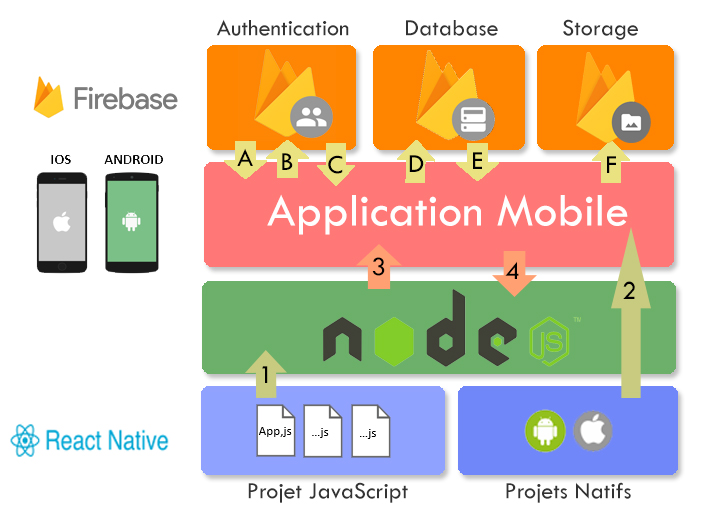 Authentication
Database
Storage
Firebase
A
B
C
D
E
F
IOS
ANDROID
Application Mobile
3
4
2
node
JS
™
1
App,js
...js
...js
React Native
Projet JavaScript
Projets Natifs